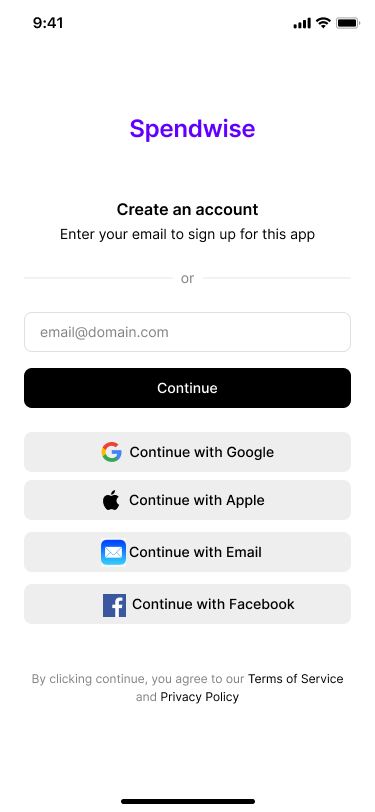 9:41
Spendwise
Create an account
Enter your email to sign up for this app
or
email@domain.com
Continue
Continue with Google
Continue with Apple
Continue with Email
Continue with Facebook
By clicking continue, you agree to our Terms of Service
and Privacy Policy